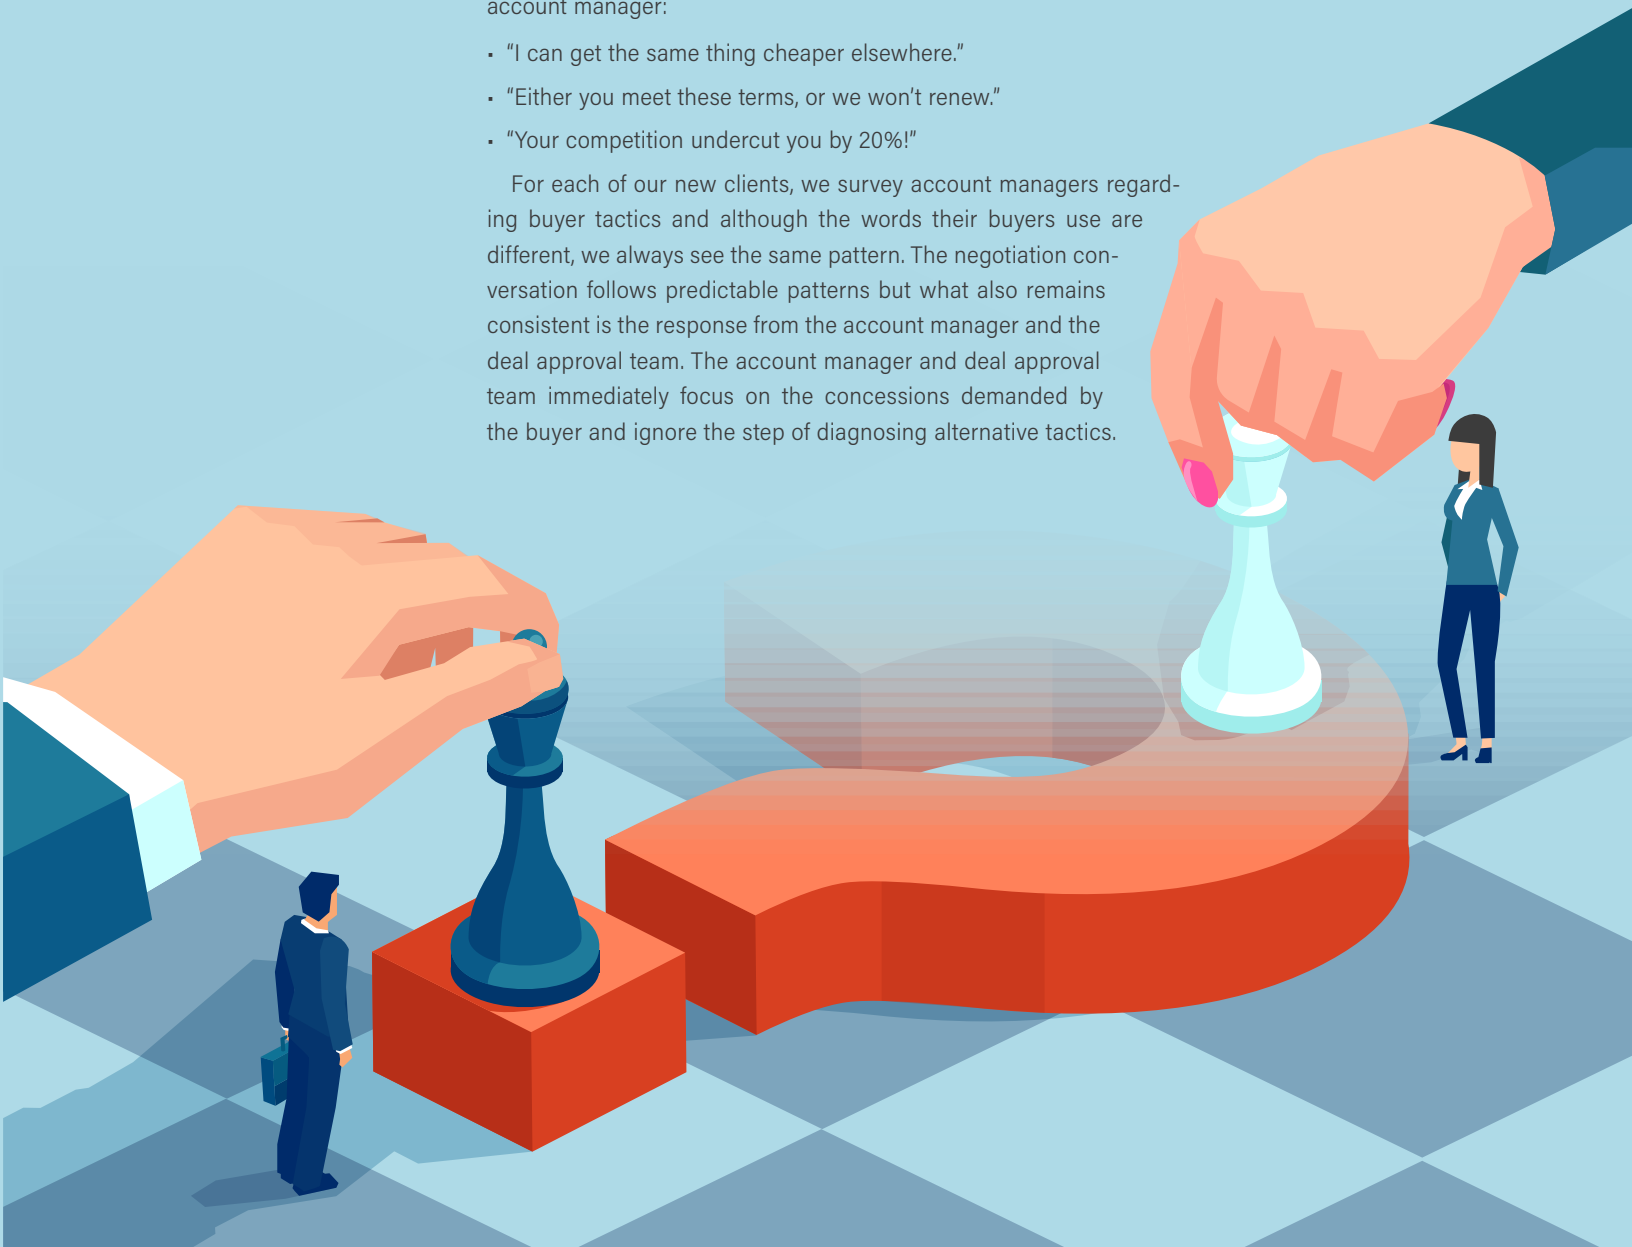 account manager:
· “I can get the same thing cheaper elsewhere.”
· “Either you meet these terms, or we won’t renew.”
· “Your competition undercut you by 20%!”
For each of our new clients, we survey account managers regard-
ing buyer tactics and although the words their buyers use are
different, we always see the same pattern. The negotiation con-
versation follows predictable patterns but what also remains
consistent is the response from the account manager and the
deal approval team. The account manager and deal approval
team immediately focus on the concessions demanded by
the buyer and ignore the step of diagnosing alternative tactics.